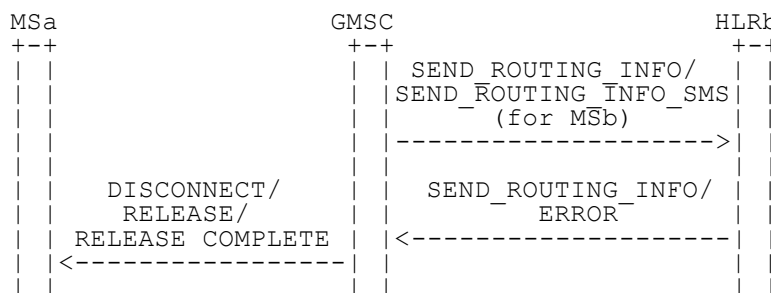 MSa GMSC HLRb
SEND_ROUTING_INFO/
SEND_ROUTING_INFO_SMS
(for MSb)
DISCONNECT/ SEND_ROUTING_INFO/
RELEASE/ ERROR
RELEASE COMPLETE